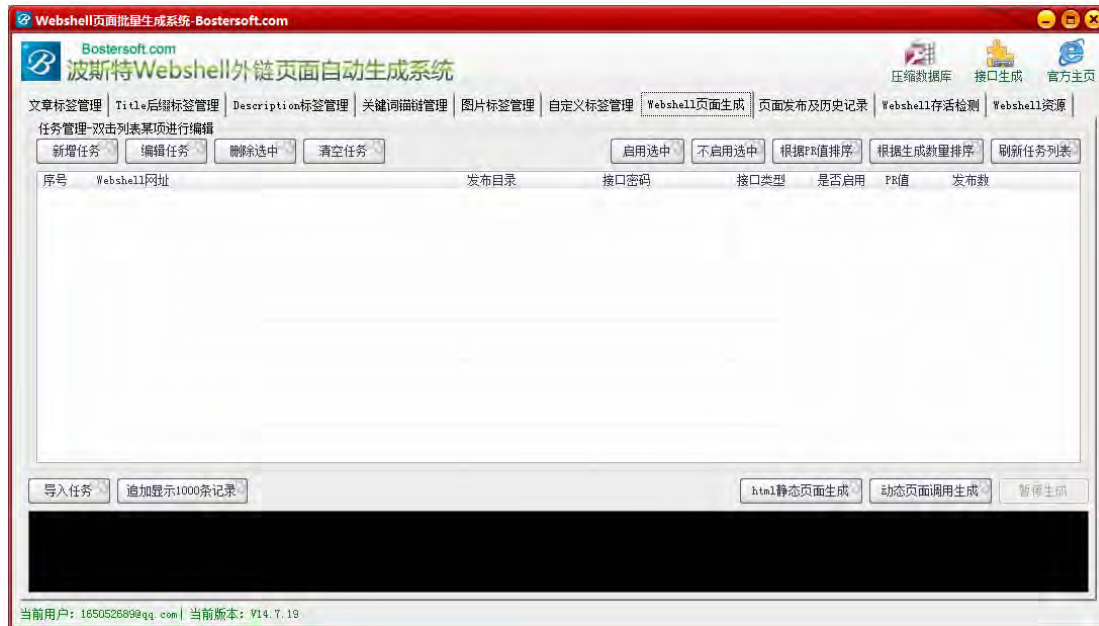 Webshell页面批量生成系统-Bostersoft.com
Bostersoft.com
波斯特Webshell外链页面自动生成系统
压缩数据库 接口生成 官方主页
文章标签管理 Title后缀标签管理 Description标签管理 关键词锚链管理 图片标签管理 自定义标签管理 Webshell页面生成 页面发布及历史记录 Webshell存活检测 Webshell资源
任务管理-双击列表某项进行编辑
新增任务 编辑任务 删除选中 清空任务 启用选中 不启用选中 根据PR值排序 根据生成数量排序 刷新任务列表
序号 Webshell网址 发布目录 接口密码 接口类型 是否启用 PR值 发布数
导入任务 追加显示1000条记录 html静态页面生成 动态页面调用生成 暂停生成
当前用户: 165052689@qq.com| 当前版本: V14.7.19